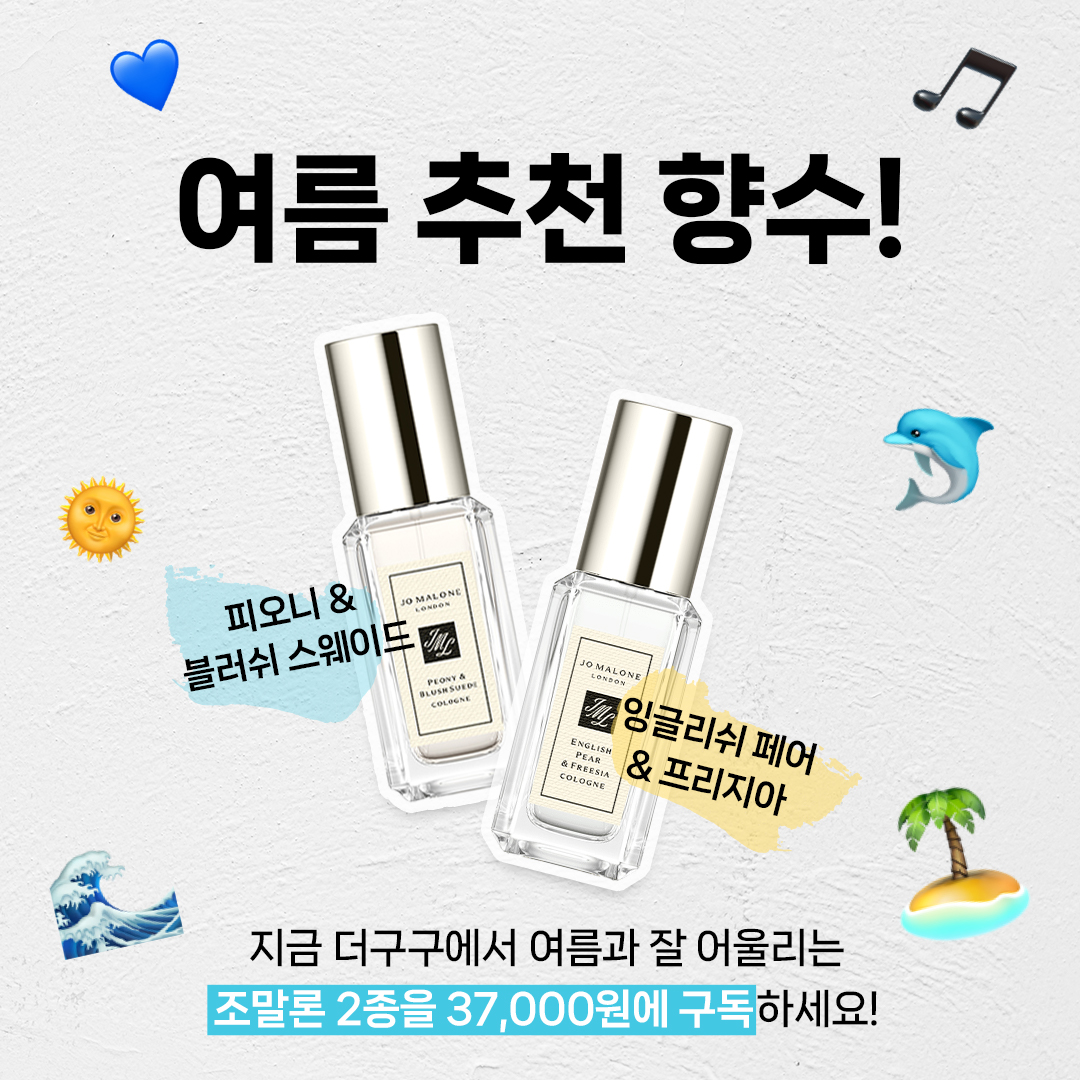 여름 추천 향수!
JO MALONE
LONDON
JML
PEONY &
BLUSH SUEDE
COLOGNE
피오니 &
블러쉬 스웨이드
JO MALONE
LONDON
JML
ENGLISH
PEAR
& FREESIA
COLOGNE
잉글리쉬 페어
& 프리지아
지금 더구구에서 여름과 잘 어울리는
조말론 2종을 37,000원에 구독하세요!